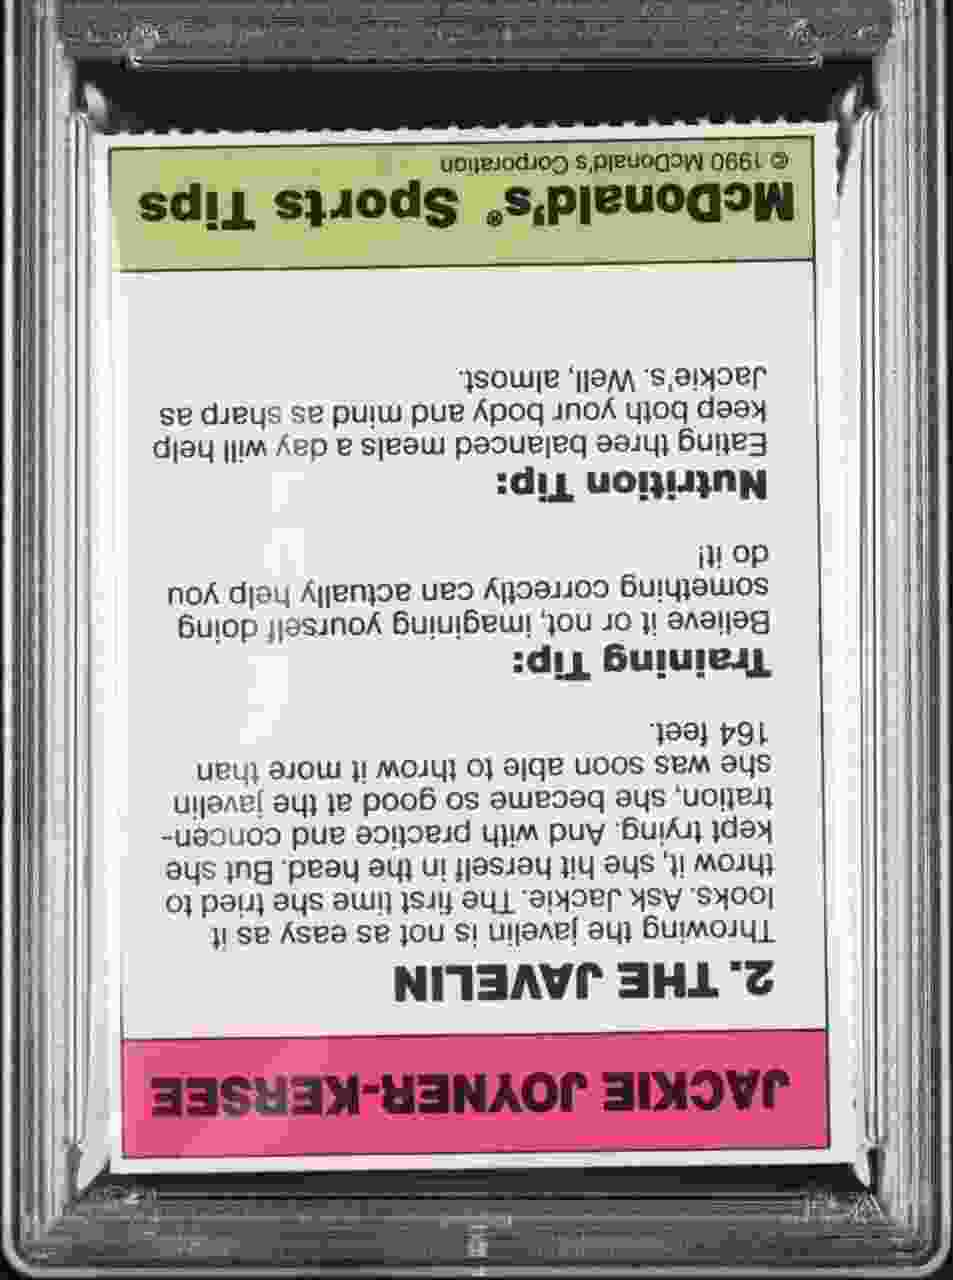 JACKIE JOYNER-KERSEE
2. THE JAVELIN
Throwing the javelin is not as easy as it
looks. Ask Jackie. The first time she tried to
throw it, she hit herself in the head. But she
kept trying. And with practice and concen-
tration, she became so good at the javelin
she was soon able to throw it more than
164 feet.
Training Tip:
Believe it or not, imagining yourself doing
something correctly can actually help you
do it!
Nutrition Tip:
Eating three balanced meals a day will help
keep both your body and mind as sharp as
Jackie's. Well, almost.
McDonald's® Sports Tips
© 1990 McDonald's Corporation